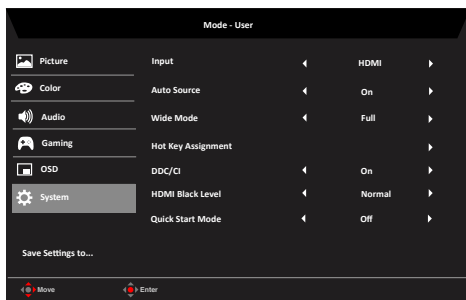 Mode - User
Picture
Color
Audio
Gaming
OSD
System
Input HDMI
Auto Source On
Wide Mode Full
Hot Key Assignment
DDC/CI On
HDMI Black Level Normal
Quick Start Mode Off
Save Settings to...
Move Enter